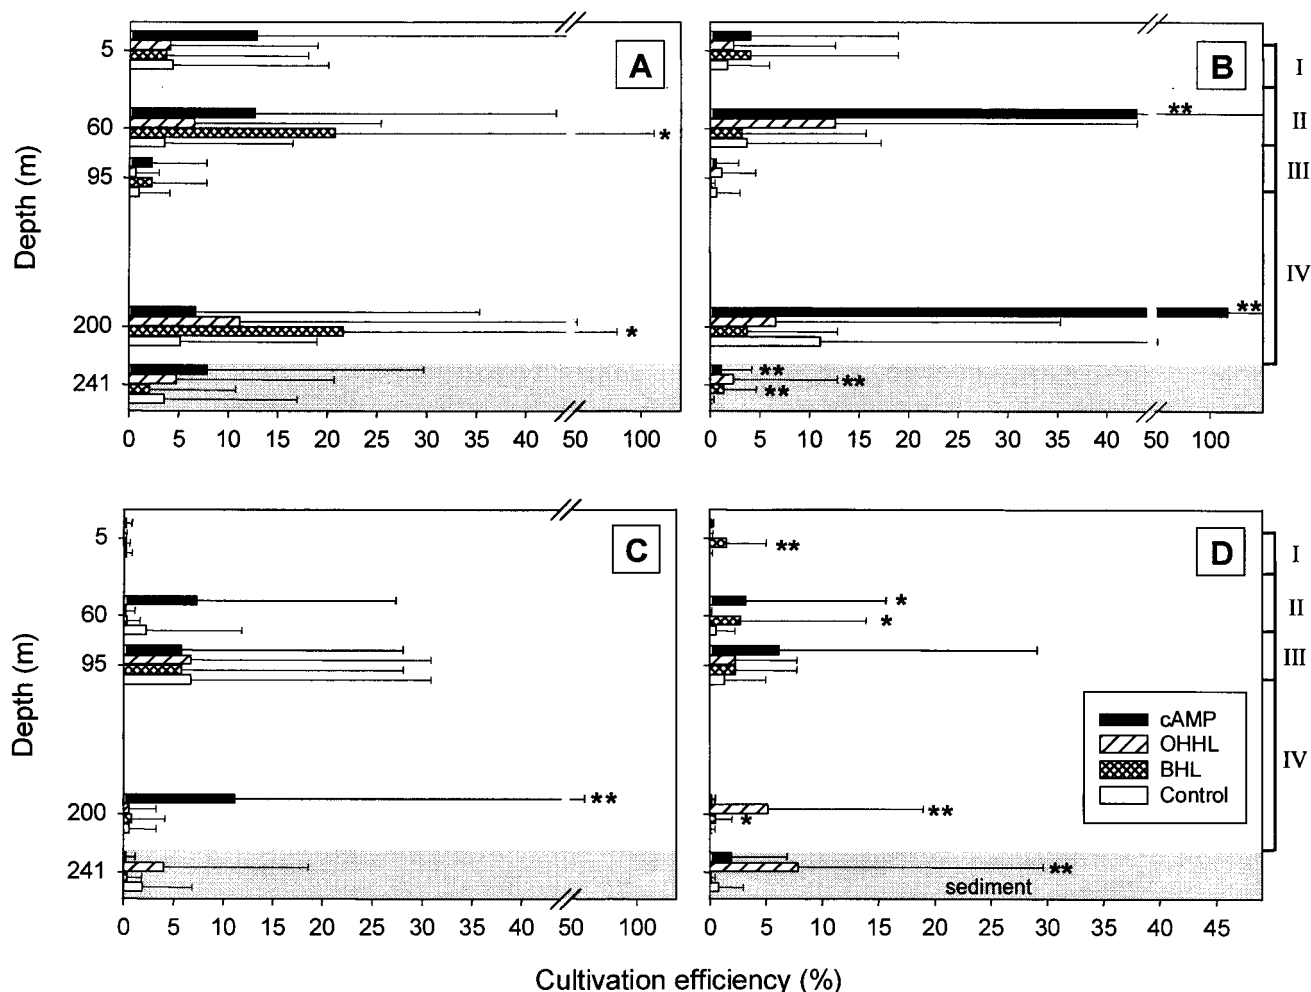 A
B
5
60
95
200
241
Depth (m)
I
II
III
IV
*
*
**
**
**
**
**
0 5 10 15 20 25 30 35 40 50 100
0 5 10 15 20 25 30 35 40 50 100
C
D
5
60
95
200
241
Depth (m)
I
II
III
IV
**
**
*
*
**
*
**
cAMP
OHHL
BHL
Control
sediment
0 5 10 15 20 25 30 35 40 50 100
0 5 10 15 20 25 30 35 40 45
Cultivation efficiency (%)